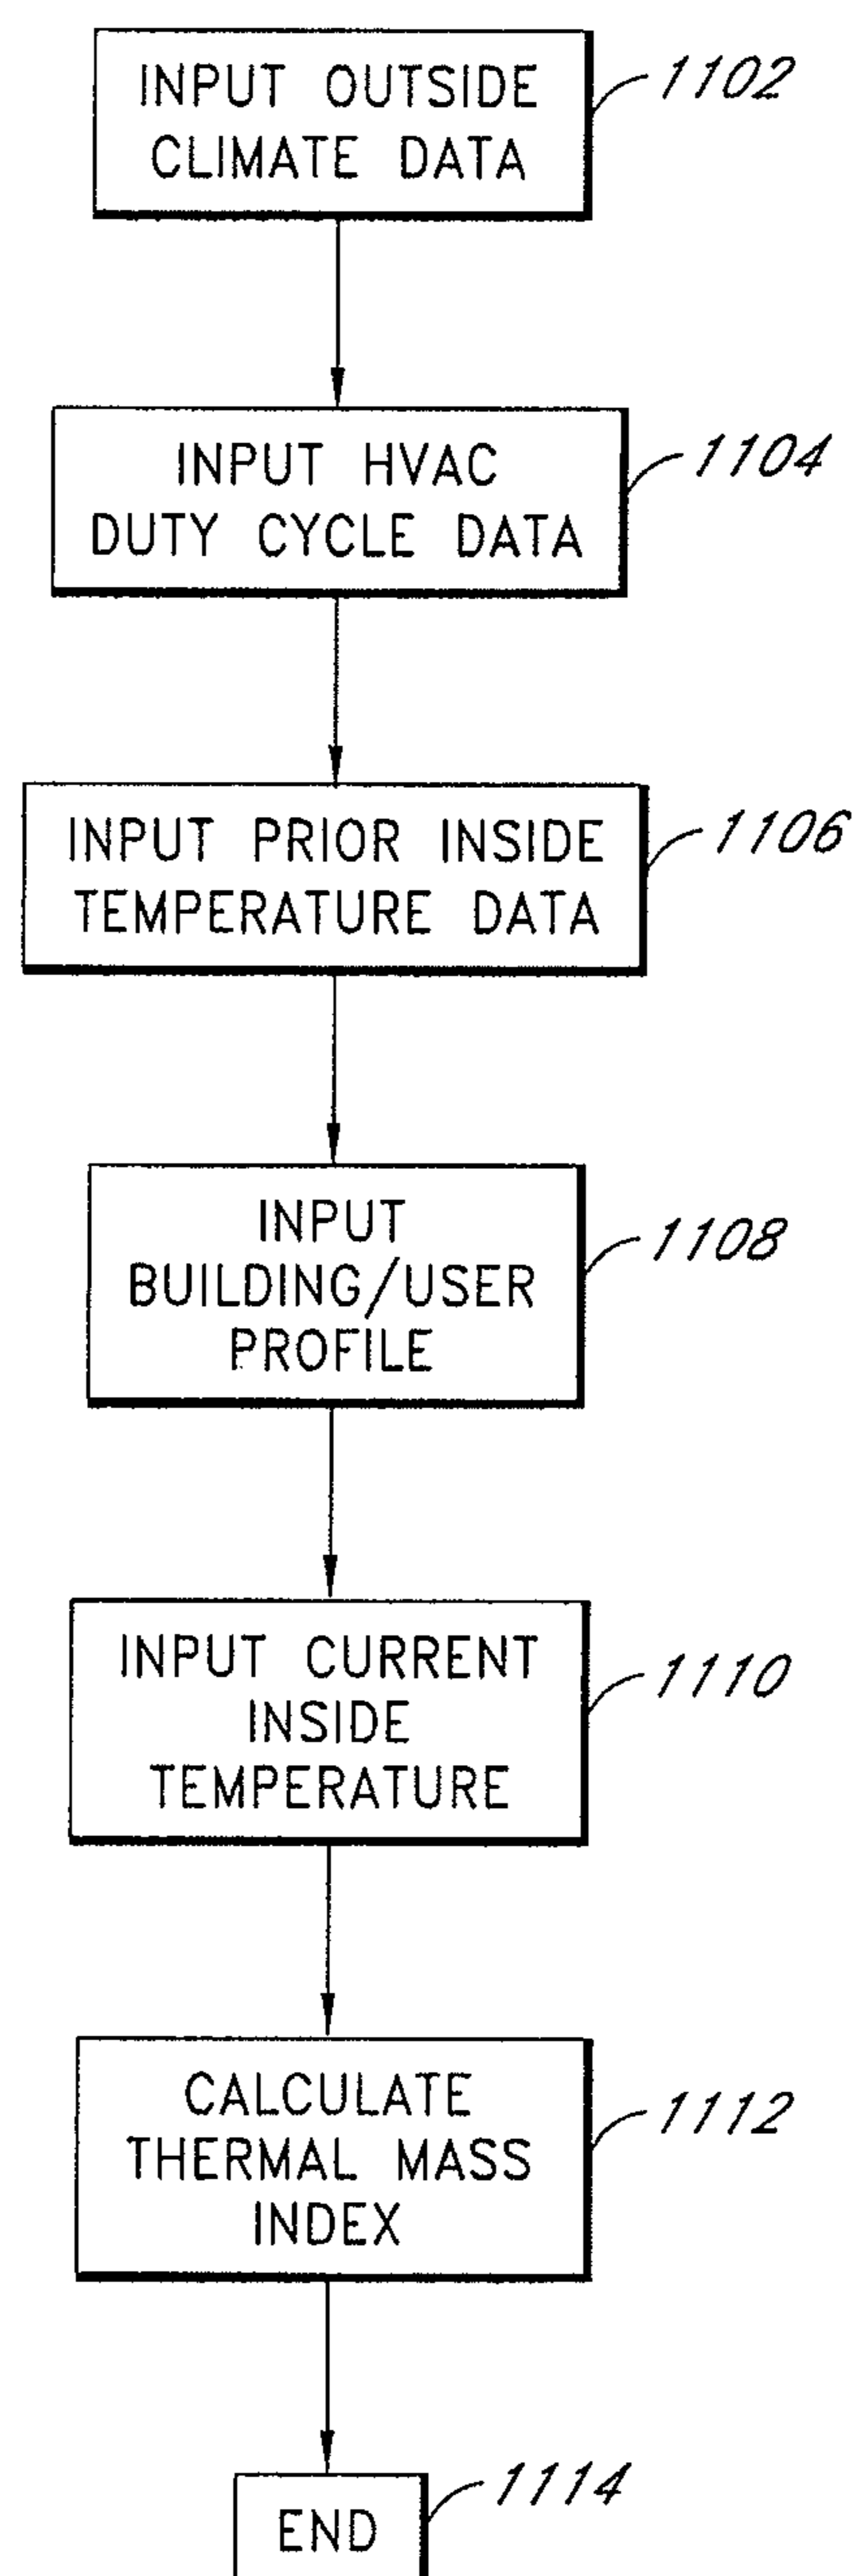 INPUT OUTSIDE
CLIMATE DATA
1102
INPUT HVAC
DUTY CYCLE DATA
1104
INPUT PRIOR INSIDE
TEMPERATURE DATA
1106
INPUT
BUILDING/USER
PROFILE
1108
INPUT CURRENT
INSIDE
TEMPERATURE
1110
CALCULATE
THERMAL MASS
INDEX
1112
END
1114